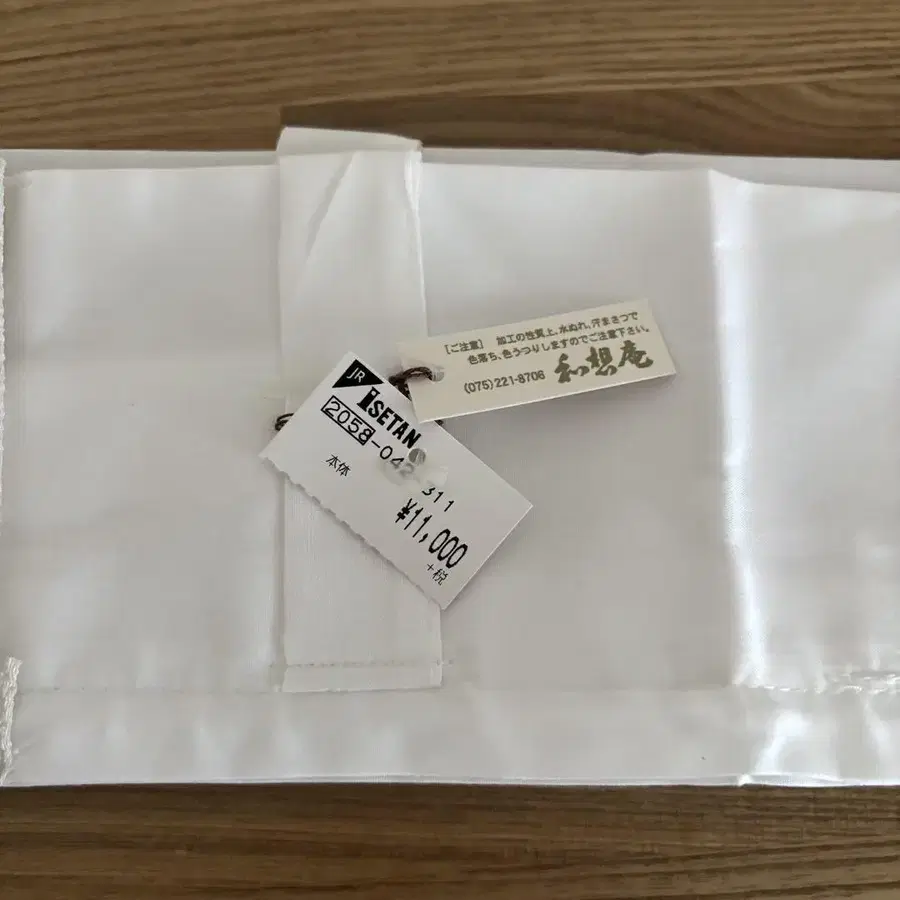 [ご注意] 加工の性質上、水ぬれ、汗まさつで
色落ち、色うつりしますのでご注意下さい。
(075)221-8706 和想庵
JR
ISETAN
2058-042-311
本体
¥11,000
+税